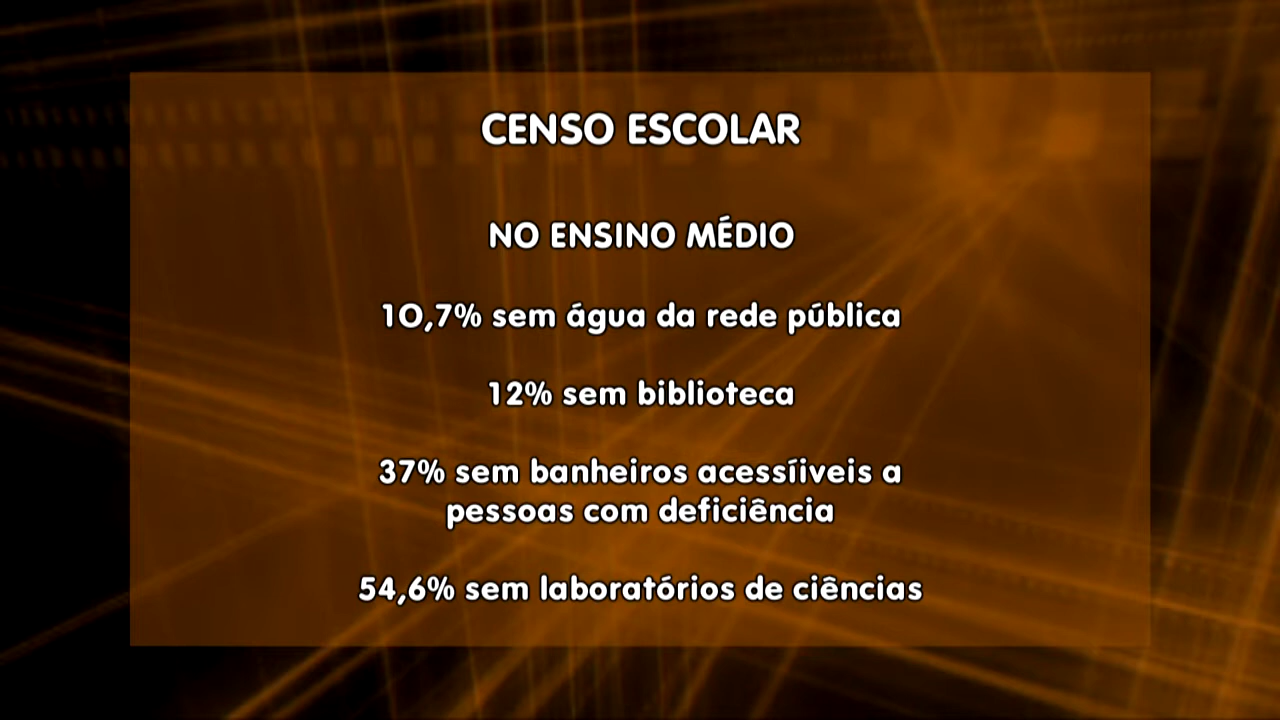 CENSO ESCOLAR
NO ENSINO MÉDIO
10,7% sem água da rede pública
12% sem biblioteca
37% sem banheiros acessíiveis a
pessoas com deficiência
54,6% sem laboratórios de ciências